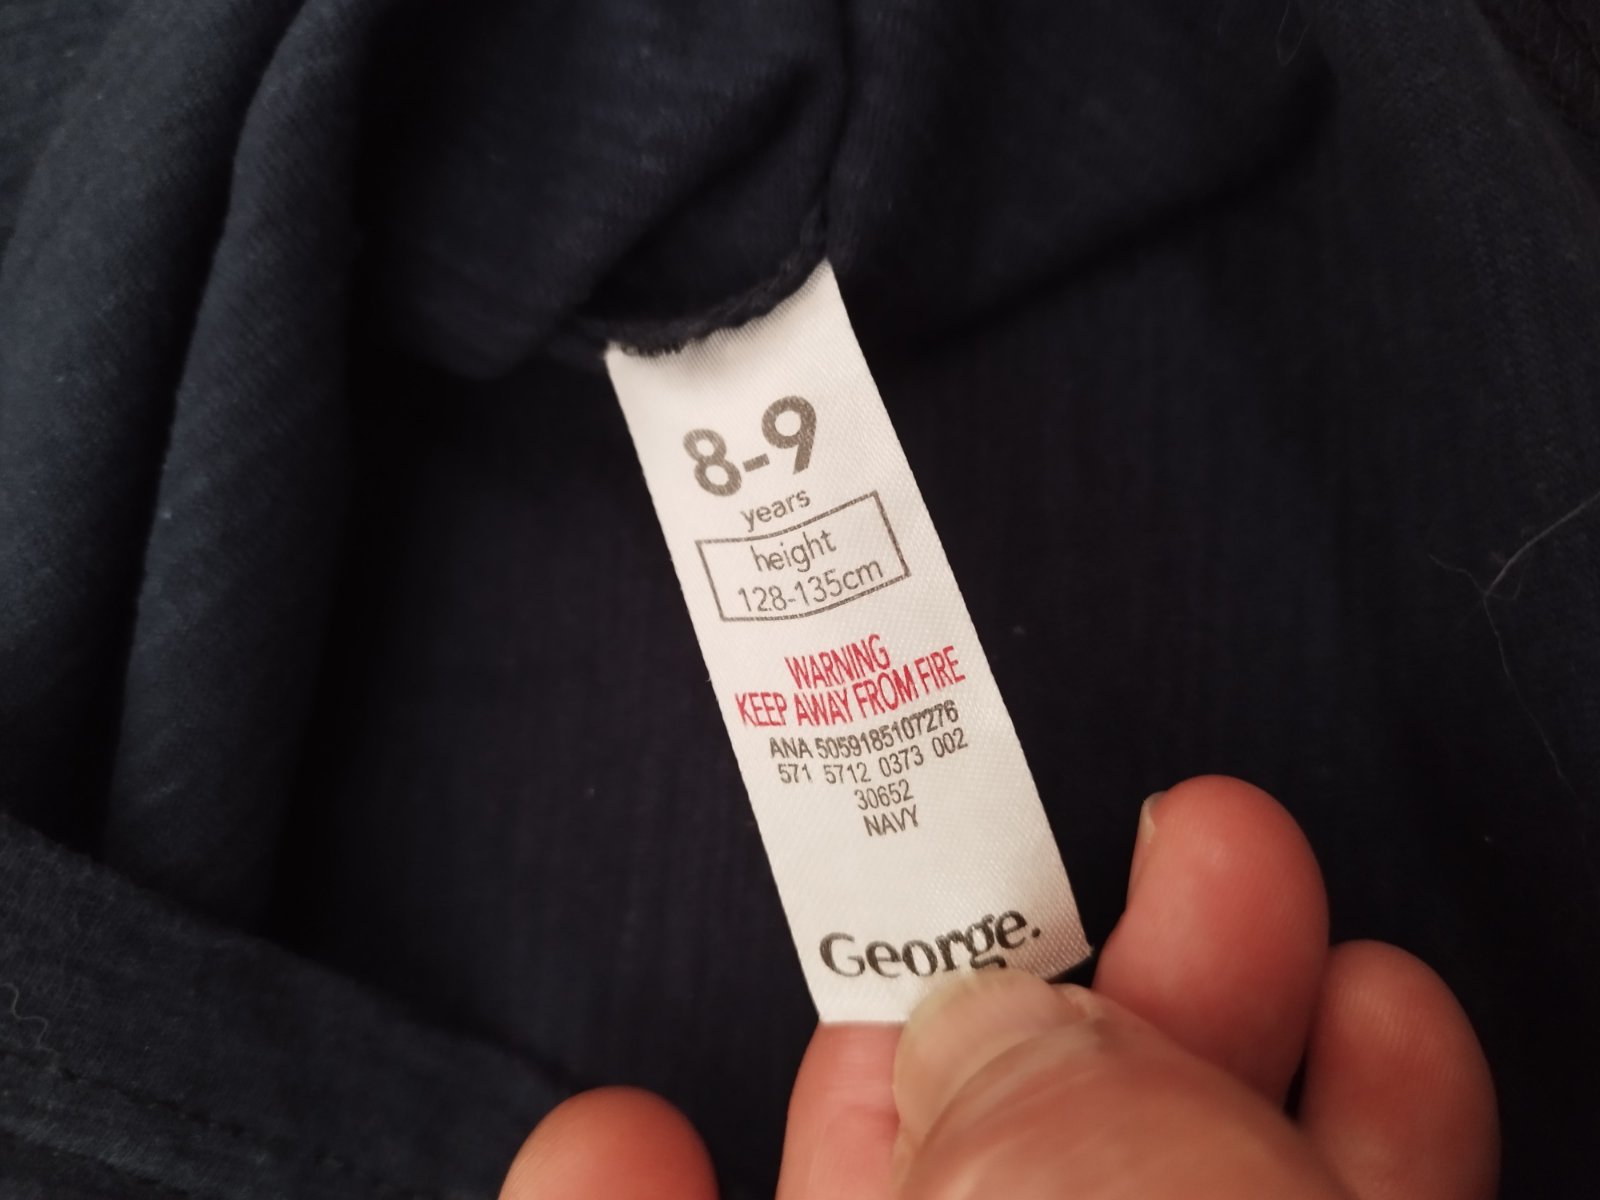 8-9
years
height
128-135cm
WARNING
KEEP AWAY FROM FIRE
ANA 5059185107276
571 5712 0373 002
30652
NAVY
George.